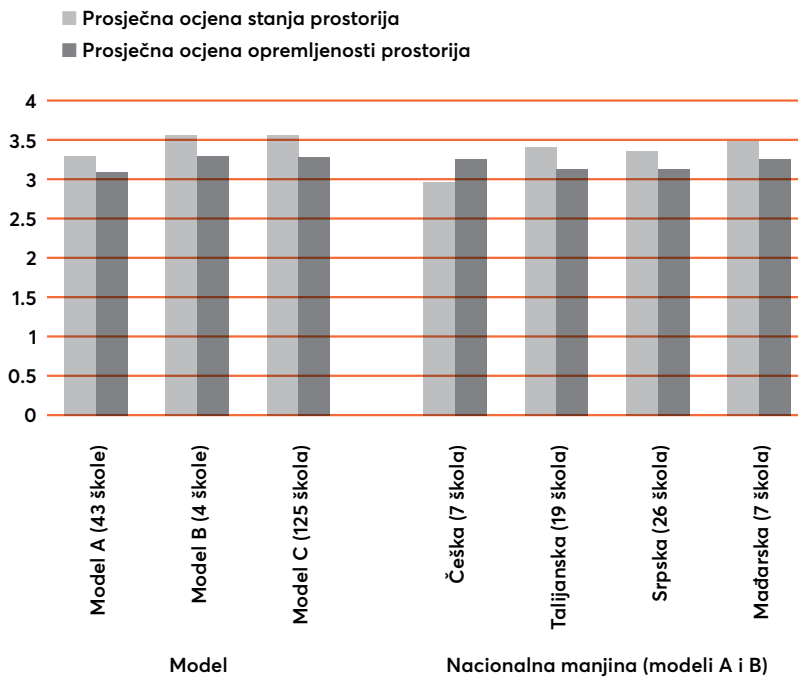 Prosječna ocjena stanja prostorija
Prosječna ocjena opremljenosti prostorija
4
3.5
3
2.5
2
1.5
1
0.5
0
Model A (43 škole)
Model B (4 škole)
Model C (125 škola)
Češka (7 škola)
Talijanska (19 škola)
Srpska (26 škola)
Mađarska (7 škola)
Model
Nacionalna manjina (modeli A i B)